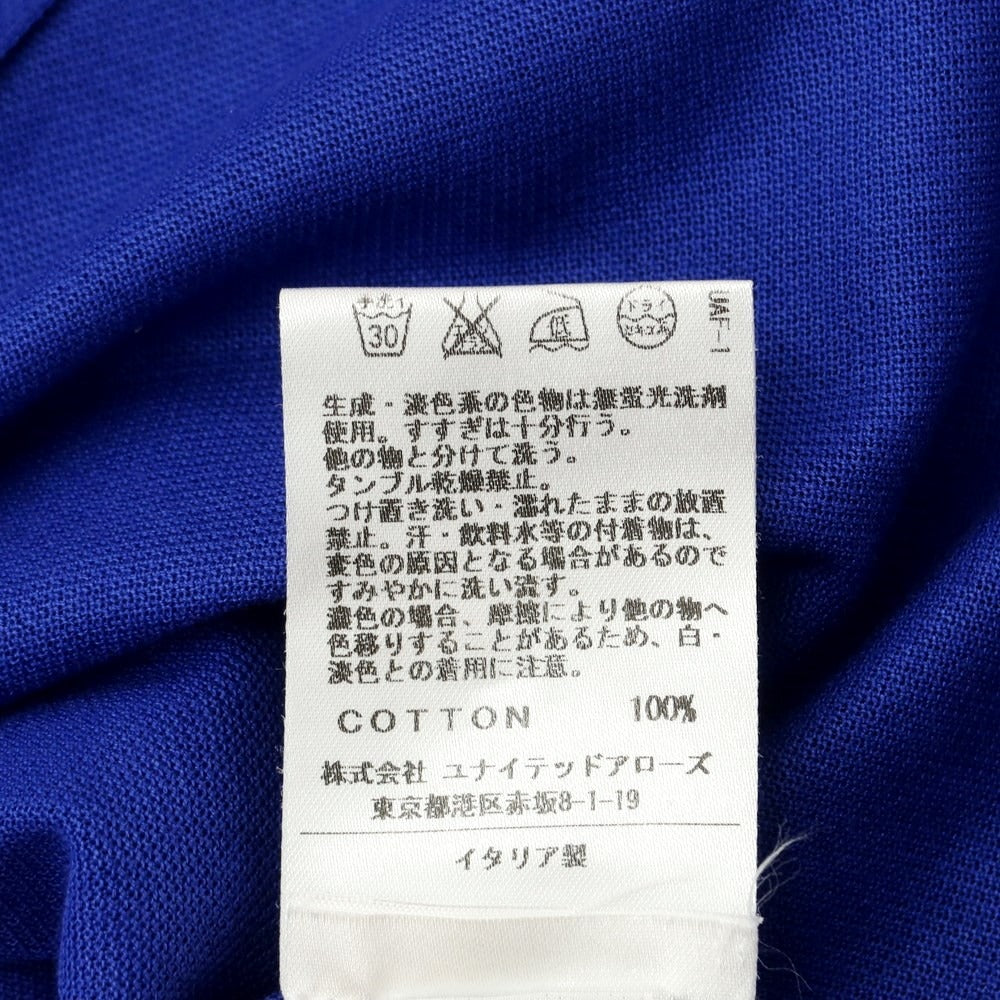 手洗イ
30
エンソサラシ
低
ドライ
セキユ系
UAF-1
生成・淡色系の色物は無蛍光洗剤
使用。すすぎは十分行う。
他の物と分けて洗う。
タンブル乾燥禁止。
つけ置き洗い・濡れたままの放置
禁止。汗・飲料水等の付着物は、
変色の原因となる場合があるので
すみやかに洗い流す。
濃色の場合、摩擦により他の物へ
色移りすることがあるため、白・
淡色との着用に注意。
COTTON 100%
株式会社 ユナイテッドアローズ
東京都港区赤坂8-1-19
イタリア製